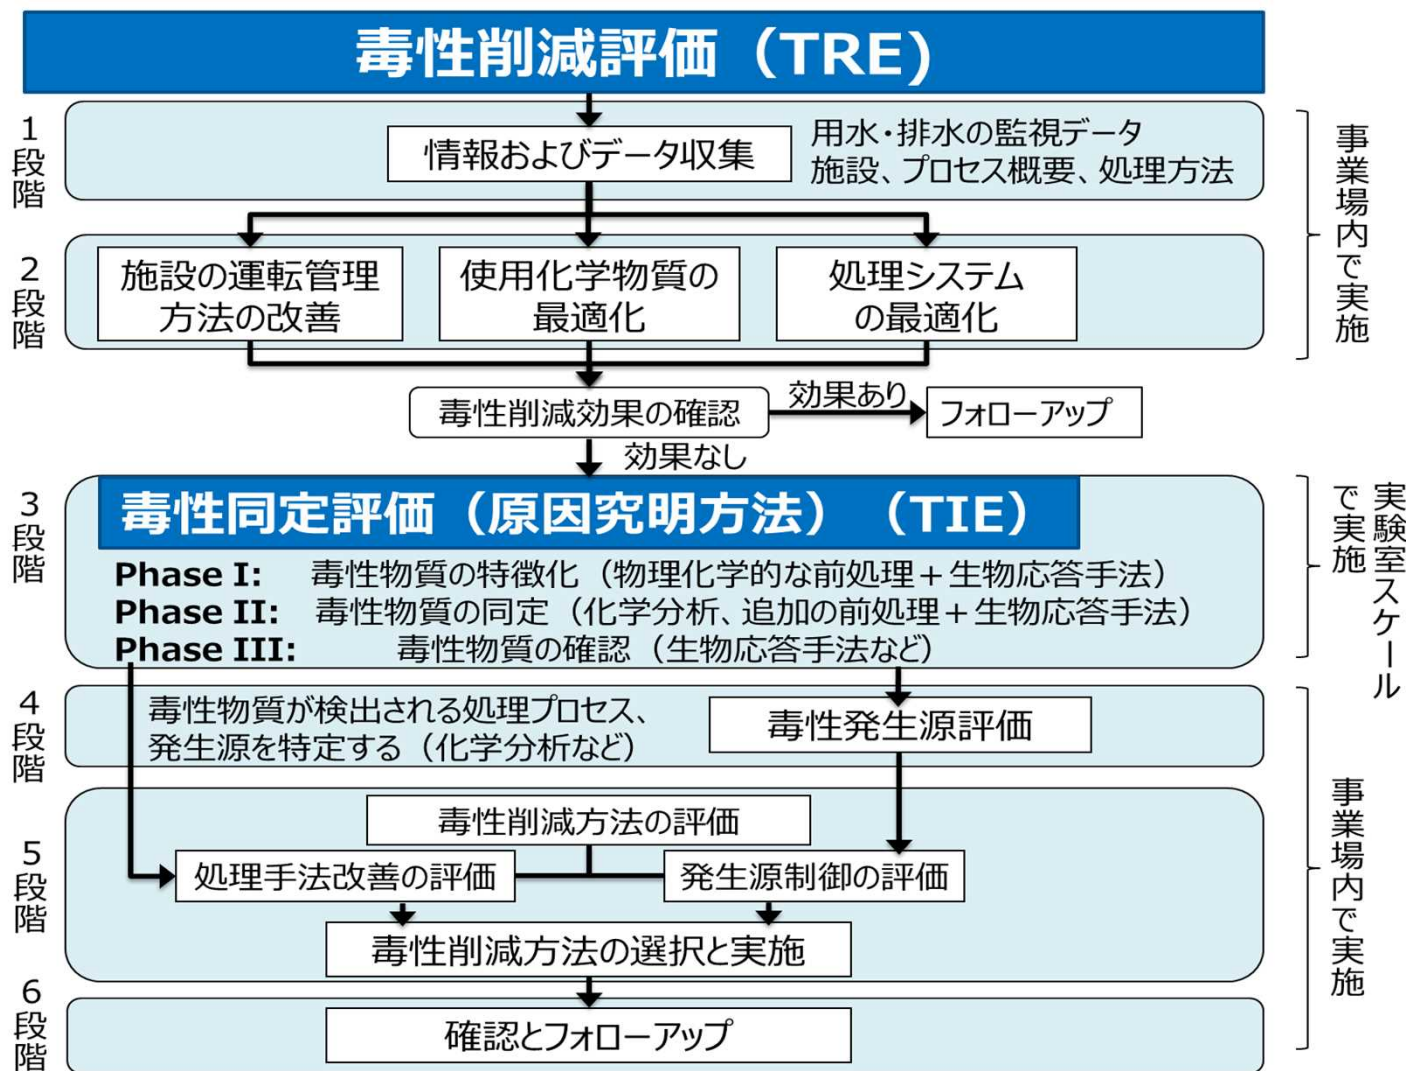 毒性削減評価（TRE）
1段階
情報およびデータ収集
用水・排水の監視データ
施設、プロセス概要、処理方法
事業場内で実施
2段階
施設の運転管理
方法の改善
使用化学物質の
最適化
処理システム
の最適化
毒性削減効果の確認
効果あり
フォローアップ
効果なし
3段階
毒性同定評価（原因究明方法）（TIE）
Phase I: 毒性物質の特徴化（物理化学的な前処理＋生物応答手法）
Phase II: 毒性物質の同定（化学分析、追加の前処理＋生物応答手法）
Phase III: 毒性物質の確認（生物応答手法など）
実験室スケール
で実施
4段階
毒性物質が検出される処理プロセス、
発生源を特定する（化学分析など）
毒性発生源評価
5段階
毒性削減方法の評価
処理手法改善の評価
発生源制御の評価
毒性削減方法の選択と実施
事業場内で実施
6段階
確認とフォローアップ